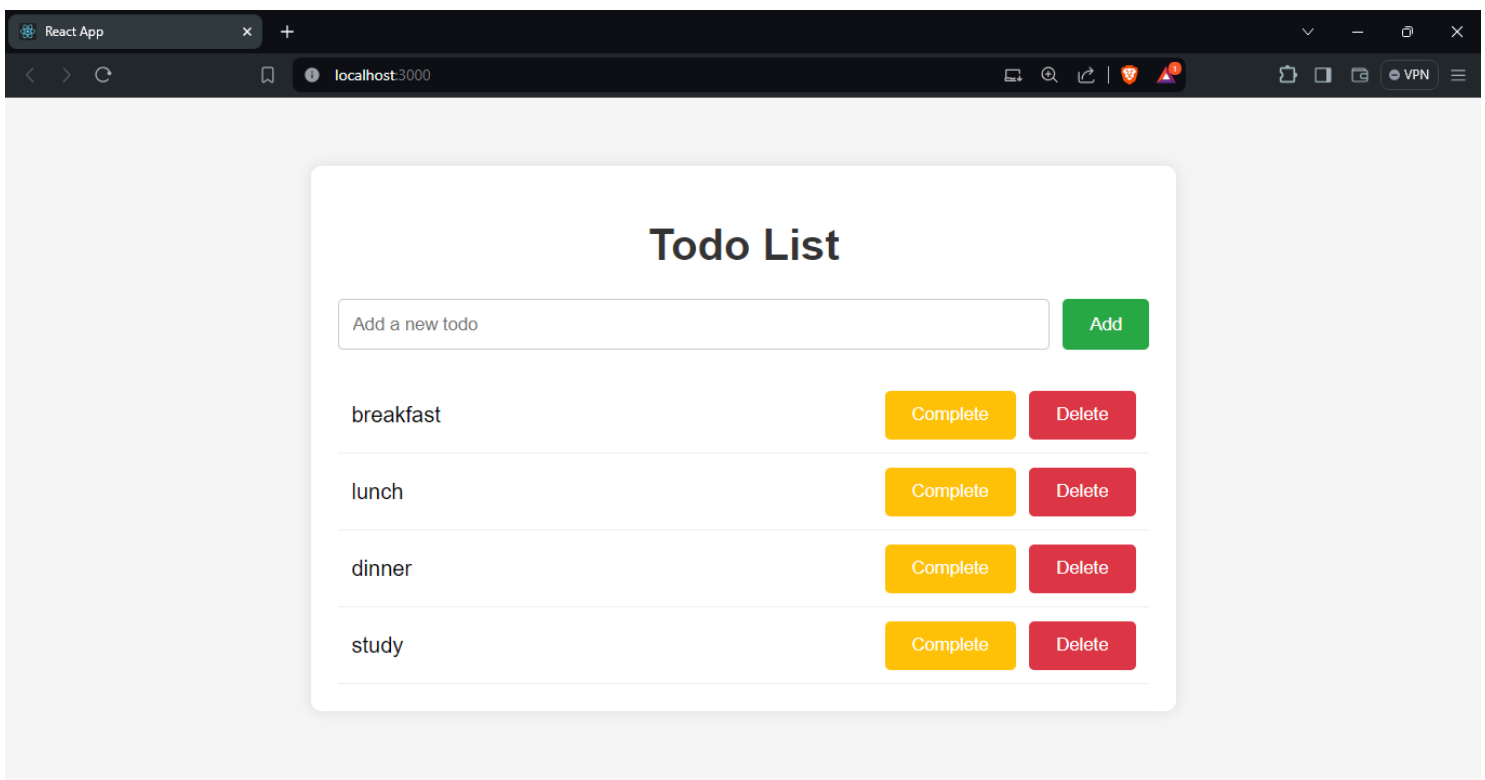 React App
localhost:3000
1
VPN
Todo List
Add a new todo Add
breakfast Complete Delete
lunch Complete Delete
dinner Complete Delete
study Complete Delete